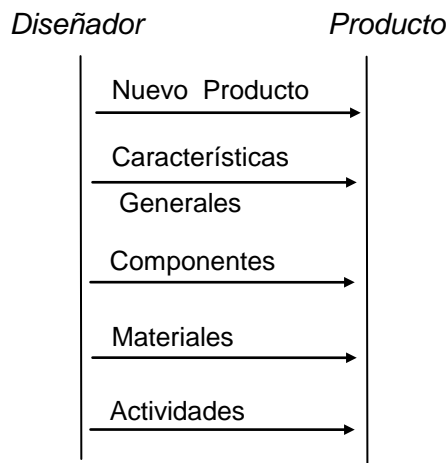 Diseñador Producto
Nuevo Producto
Características
Generales
Componentes
Materiales
Actividades